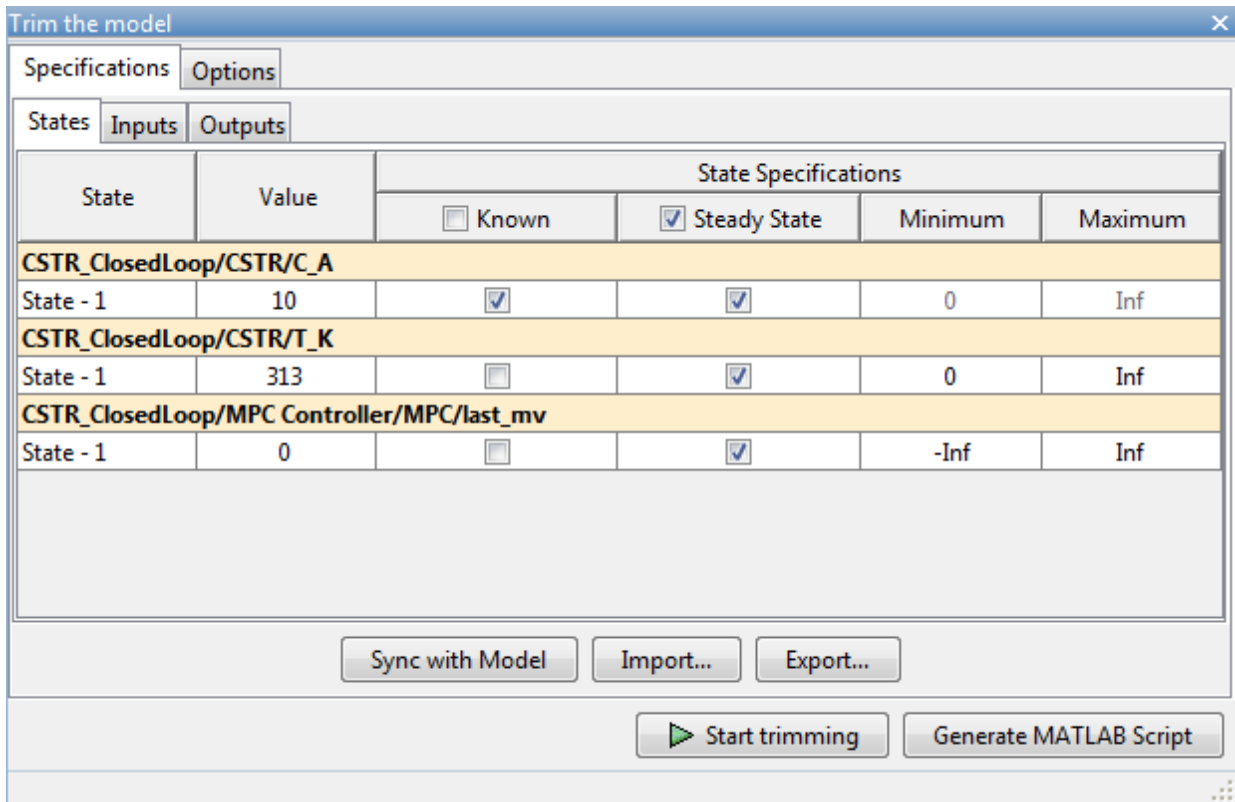 Trim the model
Specifications Options
States Inputs Outputs
State Value State Specifications
Known Steady State Minimum Maximum
CSTR_ClosedLoop/CSTR/C_A
State - 1 10 0 Inf
CSTR_ClosedLoop/CSTR/T_K
State - 1 313 0 Inf
CSTR_ClosedLoop/MPC Controller/MPC/last_mv
State - 1 0 -Inf Inf
Sync with Model Import... Export...
Start trimming Generate MATLAB Script